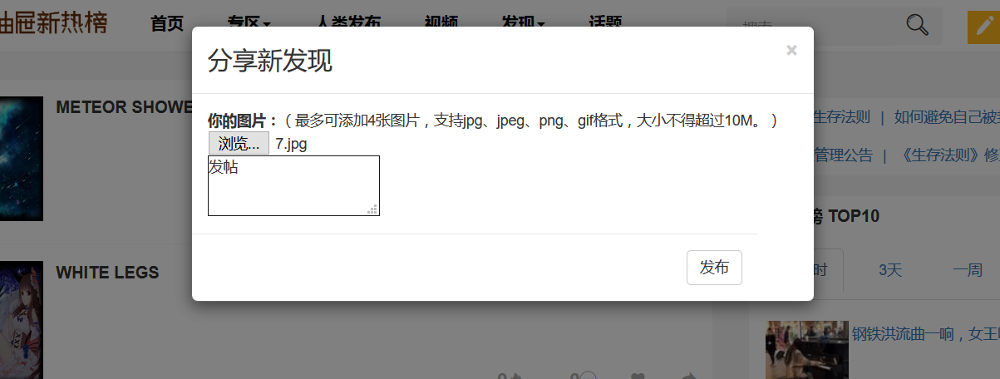 抽屉新热榜 首页 专区 人类发布 视频 发现 话题 搜索
分享新发现 ×
METEOR SHOWE
你的图片：（最多可添加4张图片，支持jpg、jpeg、png、gif格式，大小不得超过10M。）
生存法则 | 如何避免自己被
浏览... 7.jpg
管理公告 | 《生存法则》修
发帖
榜 TOP10
WHITE LEGS
发布
时 3天 一周
钢铁洪流曲一响，女王
0 0